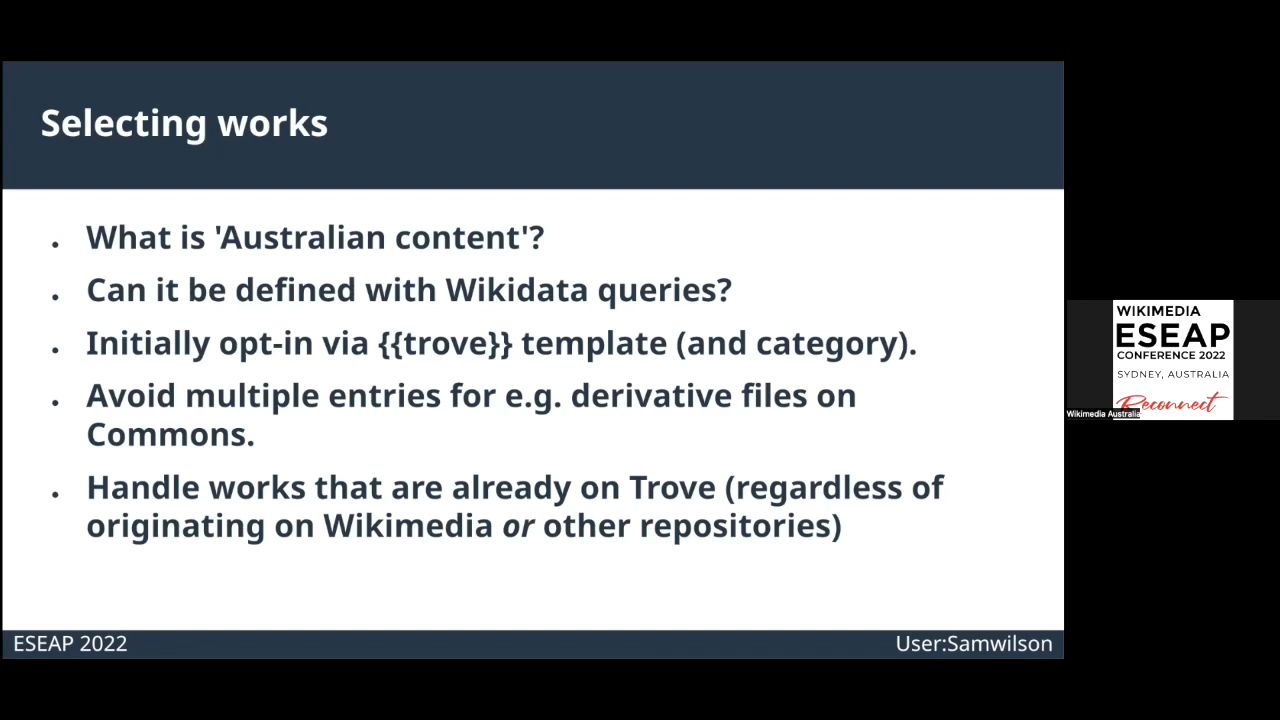 Selecting works
What is 'Australian content'?
Can it be defined with Wikidata queries?
Initially opt-in via {{trove}} template (and category).
Avoid multiple entries for e.g. derivative files on
Commons.
Handle works that are already on Trove (regardless of
originating on Wikimedia or other repositories)
ESEAP 2022
User:Samwilson
WIKIMEDIA
ESEAP
CONFERENCE 2022
SYDNEY, AUSTRALIA
Reconnect
Wikimedia Australia